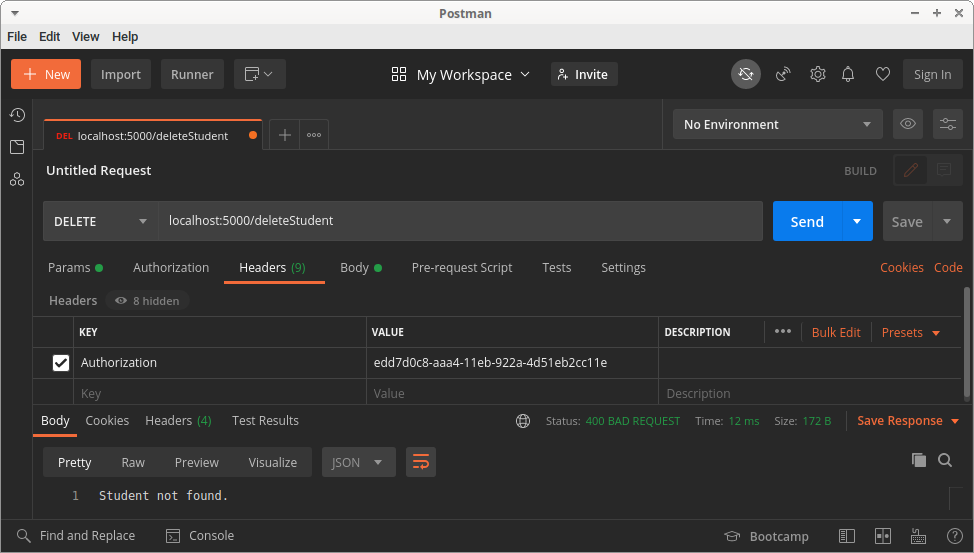 Postman
File Edit View Help
+ New Import Runner My Workspace Invite Sign In
DEL localhost:5000/deleteStudent No Environment
Untitled Request BUILD
DELETE localhost:5000/deleteStudent Send Save
Params Authorization Headers (9) Body Pre-request Script Tests Settings Cookies Code
Headers 8 hidden
KEY VALUE DESCRIPTION ••• Bulk Edit Presets
Authorization edd7d0c8-aaa4-11eb-922a-4d51eb2cc11e
Key Value Description
Body Cookies Headers (4) Test Results Status: 400 BAD REQUEST Time: 12 ms Size: 172 B Save Response
Pretty Raw Preview Visualize JSON
1 Student not found.
Find and Replace Console Bootcamp